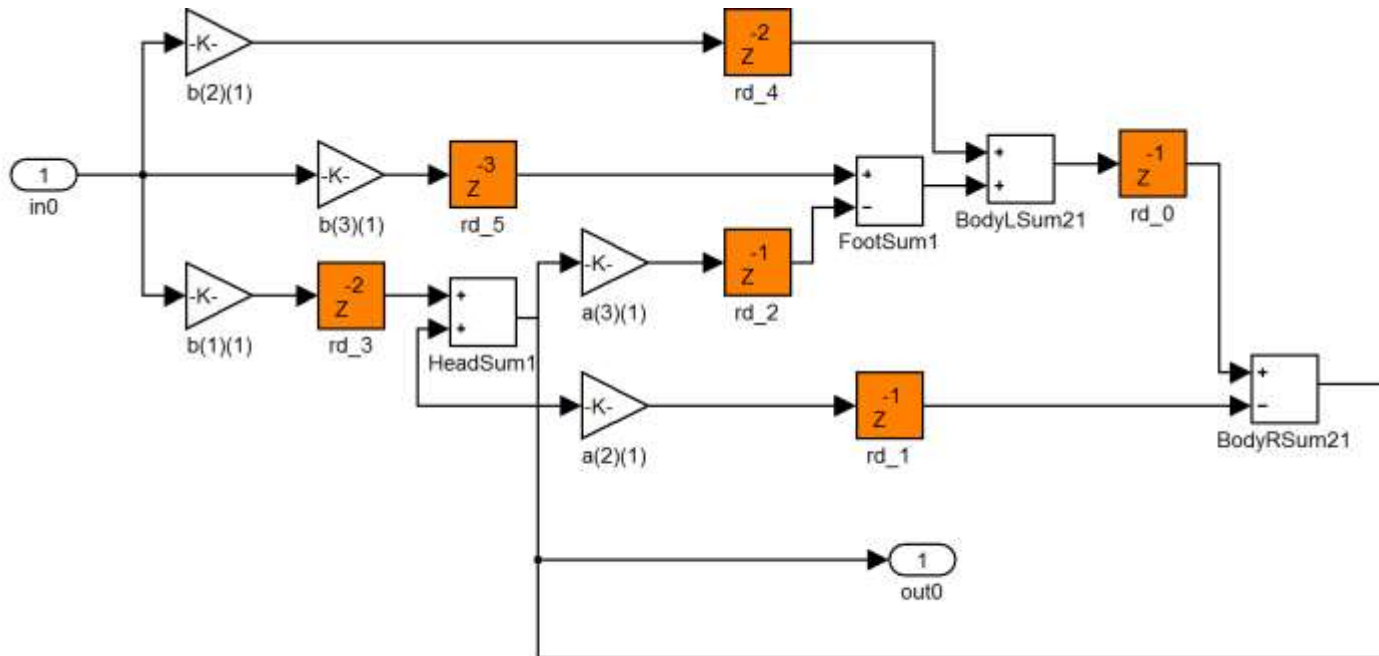 -K-
b(2)(1)
-2
Z
rd_4
1
in0
-K-
b(3)(1)
-3
Z
rd_5
+
−
FootSum1
+
+
BodyLSum21
-1
Z
rd_0
-K-
b(1)(1)
-2
Z
rd_3
+
+
HeadSum1
-K-
a(3)(1)
-1
Z
rd_2
-K-
a(2)(1)
-1
Z
rd_1
+
−
BodyRSum21
1
out0